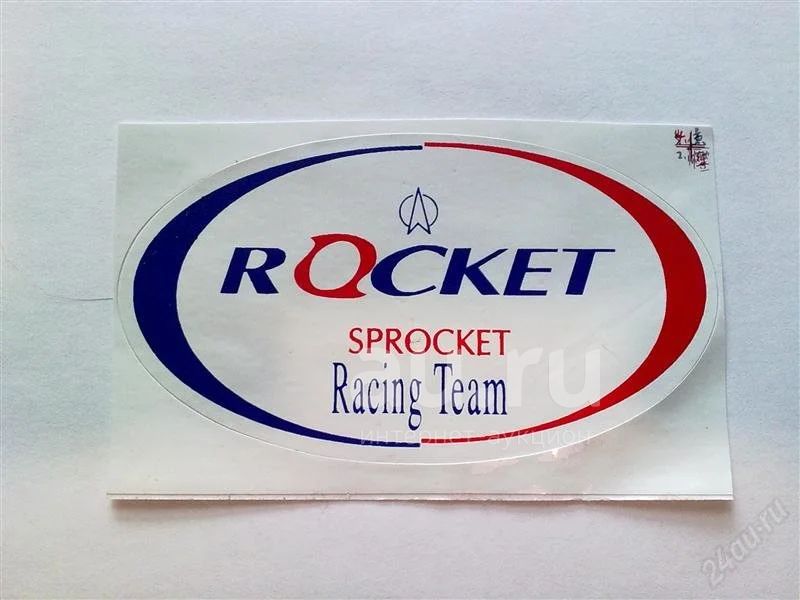 ROCKET
SPROCKET
Racing Team
au.ru
интернет-аукцион
24au.ru